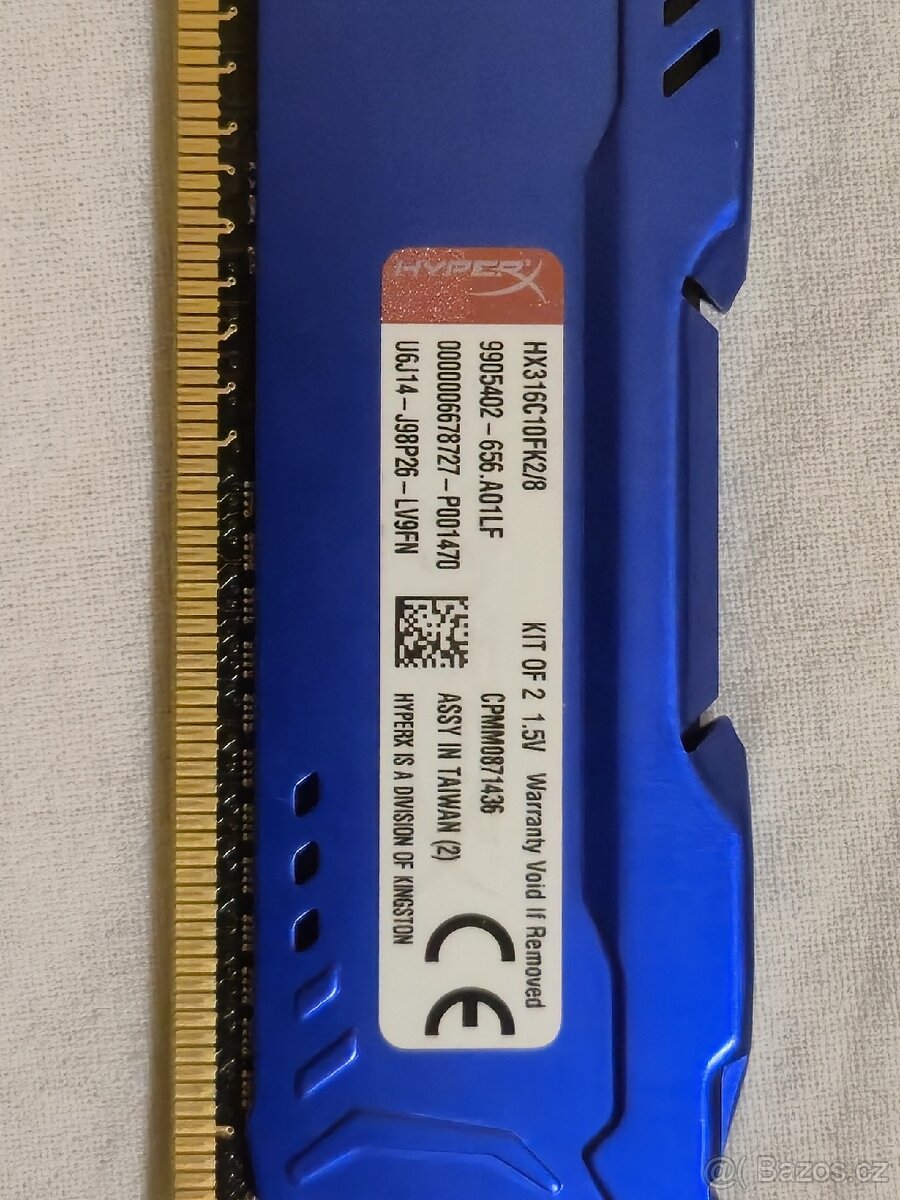 HYPERX
HX316C10FK2/8
KIT OF 2 1.5V Warranty Void If Removed
9905402-656.A01LF
CPMM0871436
0000006678727-P001470
ASSY IN TAIWAN (2)
U6J14-J98P26-LV9FN
HYPERX IS A DIVISION OF KINGSTON
CE
Bazos.cz